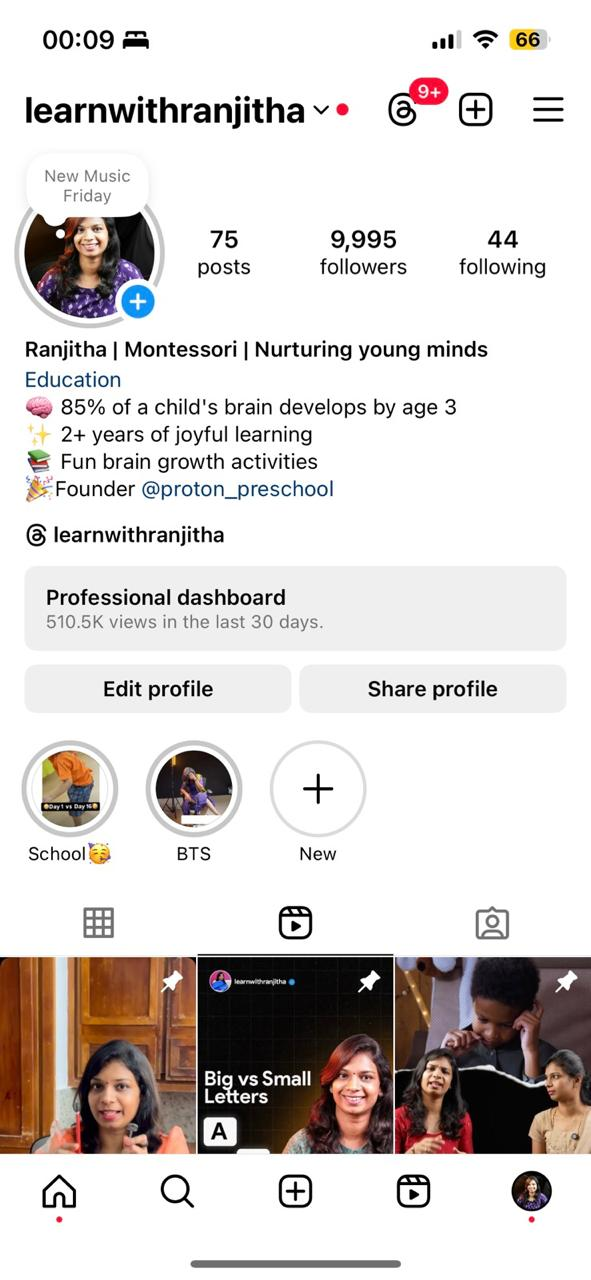 00:09
66
learnwithranjitha
9+
New Music
Friday
75
posts
9,995
followers
44
following
Ranjitha | Montessori | Nurturing young minds
Education
🧠 85% of a child's brain develops by age 3
✨ 2+ years of joyful learning
📚 Fun brain growth activities
🎉Founder @proton_preschool
learnwithranjitha
Professional dashboard
510.5K views in the last 30 days.
Edit profile
Share profile
Day 1 vs Day 16
School🥳
BTS
New
learnwithranjitha
Big vs Small
Letters
A